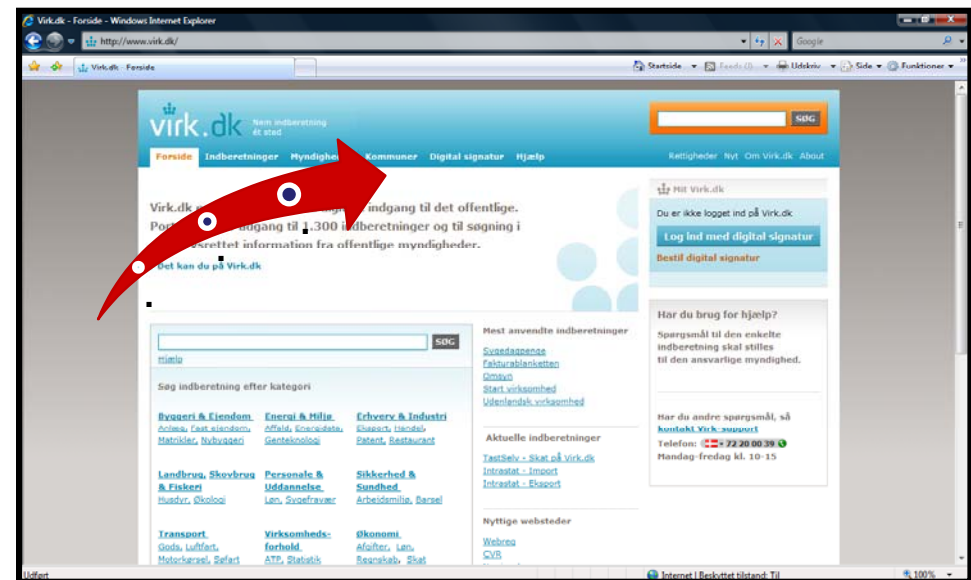 Virk.dk - Forside - Windows Internet Explorer
http://www.virk.dk/
Google
Virk.dk - Forside
Startside
Feeds (J)
Udskriv
Side
Funktioner
virk.dk
Nem indberetning
ét sted
SØG
Forside Indberetninger Myndighe Kommuner Digital signatur Hjælp
Rettigheder Nyt Om Virk.dk About
Virk.dk indgang til det offentlige.
Por dgang til 1.300 indberetninger og til søgning i
srettet information fra offentlige myndigheder.
Det kan du på Virk.dk
Mit Virk.dk
Du er ikke logget ind på Virk.dk
Log ind med digital signatur
Bestil digital signatur
Har du brug for hjælp?
Spørgsmål til den enkelte
indberetning skal stilles
til den ansvarlige myndighed.
Har du andre spørgsmål, så
kontakt Virk-support
Telefon: 72 20 00 39
Mandag-fredag kl. 10-15
SØG
Hjælp
Søg indberetning efter kategori
Byggeri & Ejendom
Anlæg, Fast ejendom,
Matrikler, Nybyggeri
Energi & Miljø
Affald, Energidata,
Genteknologi
Erhverv & Industri
Eksport, Handel,
Patent, Restaurant
Landbrug, Skovbrug
& Fiskeri
Husdyr, Økologi
Personale &
Uddannelse
Løn, Sygefravær
Sikkerhed &
Sundhed
Arbejdsmiljø, Barsel
Transport
Gods, Luftfart,
Motorkørsel, Søfart
Virksomheds-
forhold
ATP, Statistik
Økonomi
Afgifter, Løn,
Regnskab, Skat
Mest anvendte indberetninger
Sygedagpenge
Fakturablanketten
Omsyn
Start virksomhed
Udenlandsk virksomhed
Aktuelle indberetninger
TastSelv - Skat på Virk.dk
Intrastat - Import
Intrastat - Eksport
Nyttige websteder
Webreg
CVR
Udført
Internet | Beskyttet tilstand: Til
100%